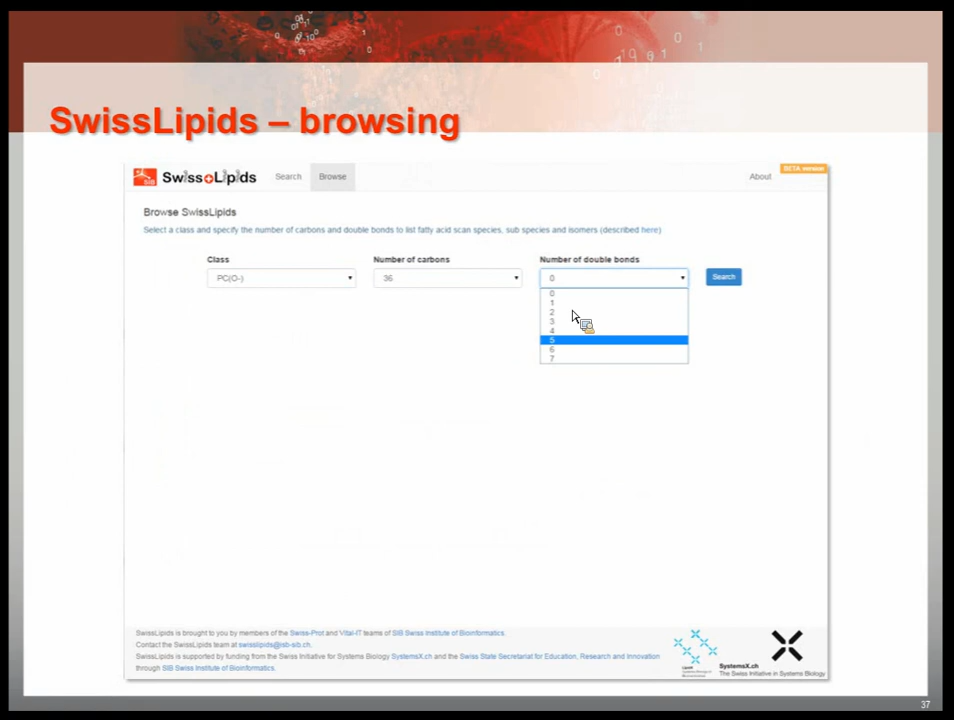 SwissLipids – browsing
SIB SwissLipids Search Browse About BETA version
Browse SwissLipids
Select a class and specify the number of carbons and double bonds to list fatty acid scan species, sub species and isomers (described here)
Class Number of carbons Number of double bonds
PC(O-) 36 0 Search
0
1
2
3
4
5
6
7
SwissLipids is brought to you by members of the Swiss-Prot and Vital-IT teams of SIB Swiss Institute of Bioinformatics.
Contact the SwissLipids team at swisslipids@isb-sib.ch.
SwissLipids is supported by funding from the Swiss Initiative for Systems Biology SystemsX.ch and the Swiss State Secretariat for Education, Research and Innovation
through SIB Swiss Institute of Bioinformatics.
SystemsX.ch
The Swiss Initiative in Systems Biology
37